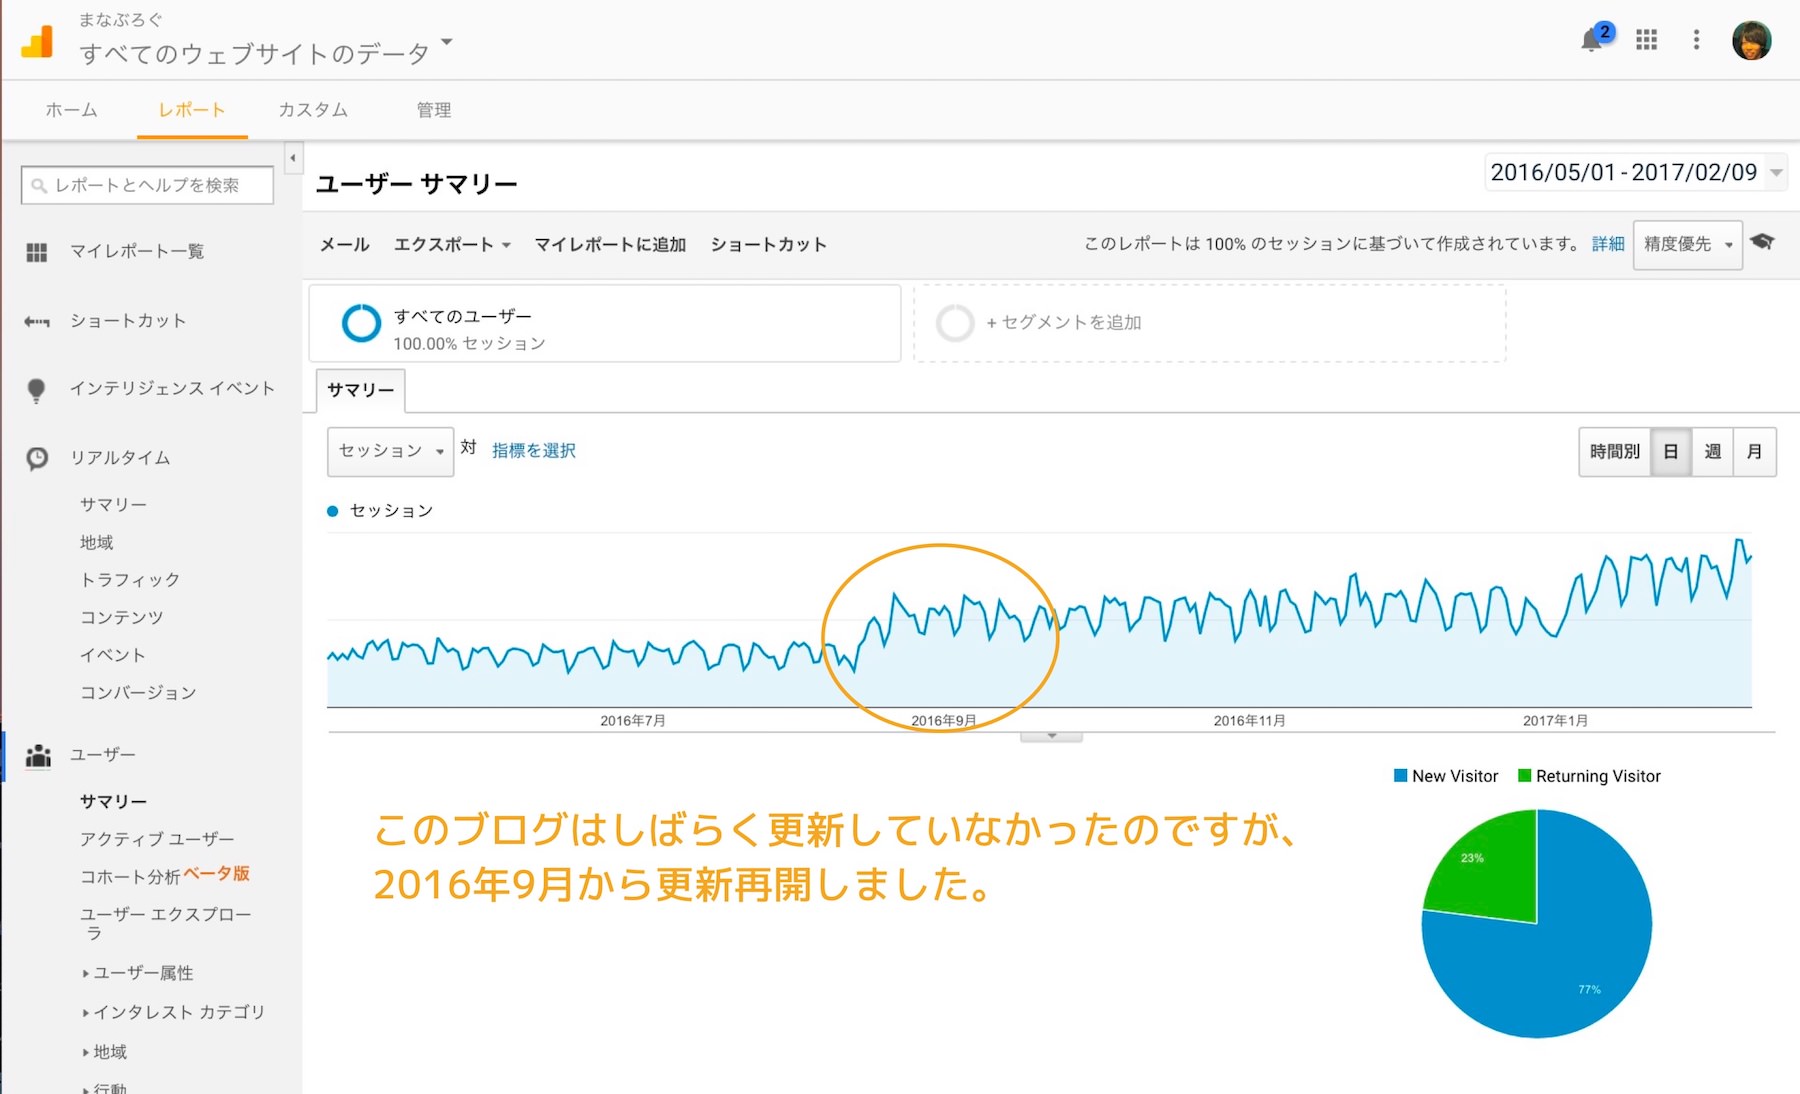 まなぶろぐ
すべてのウェブサイトのデータ
2
ホーム
レポート
カスタム
管理
レポートとヘルプを検索
マイレポート一覧
ショートカット
インテリジェンス イベント
リアルタイム
サマリー
地域
トラフィック
コンテンツ
イベント
コンバージョン
ユーザー
サマリー
アクティブ ユーザー
コホート分析 ベータ版
ユーザー エクスプロー
ラ
ユーザー属性
インタレスト カテゴリ
地域
行動
ユーザー サマリー
2016/05/01 - 2017/02/09
メール
エクスポート
マイレポートに追加
ショートカット
このレポートは 100% のセッションに基づいて作成されています。 詳細
精度優先
すべてのユーザー
100.00% セッション
+ セグメントを追加
サマリー
セッション 対 指標を選択
時間別 日 週 月
セッション
2016年7月
2016年9月
2016年11月
2017年1月
New Visitor
Returning Visitor
23%
77%
このブログはしばらく更新していなかったのですが、
2016年9月から更新再開しました。